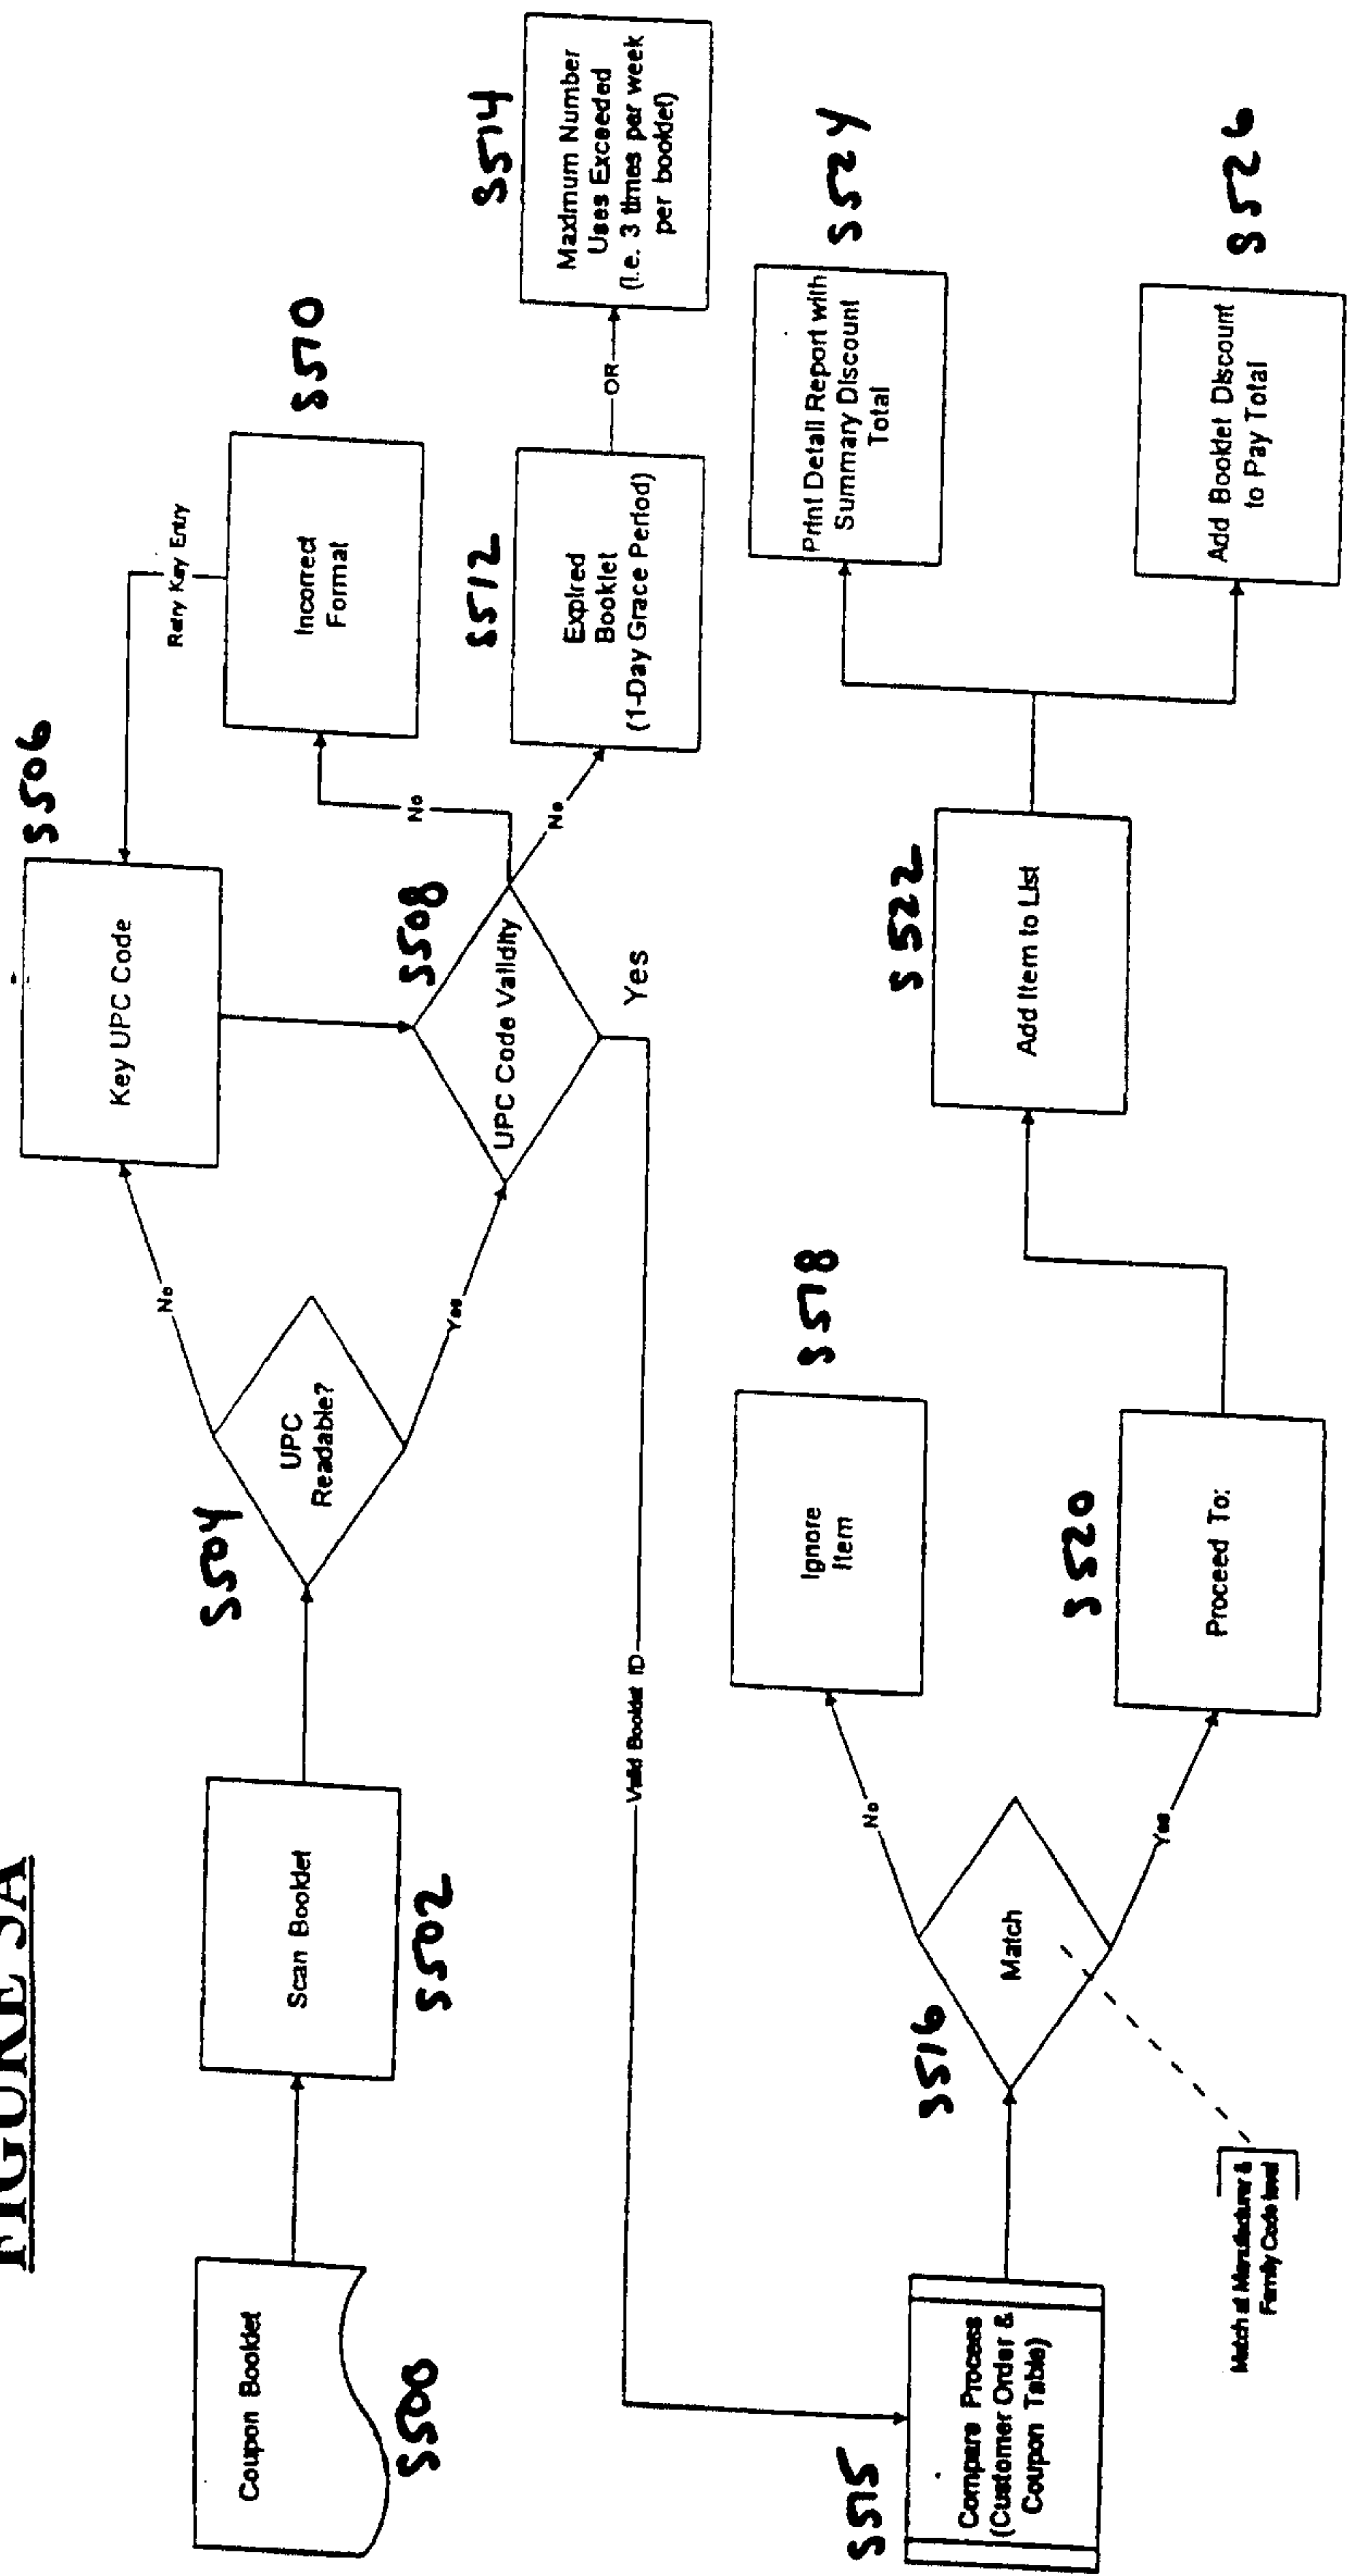 FIGURE 5A
S506
Key UPC Code
Retry Key Entry
S510
Incorrect
Format
S514
Maximum Number
Uses Exceeded
(i.e. 3 times per week
per booklet)
S504
UPC
Readable?
No
Yes
S508
UPC Code Validity
No
No
Yes
S512
Expired
Booklet
(1-Day Grace Period)
OR
Coupon Booklet
S500
Scan Booklet
S502
Valid Booklet ID
S515
Compare Process
(Customer Order &
Coupon Table)
S516
Match
No
Yes
Match at Manufacturer &
Family Code level
Ignore
Item
S518
S520
Proceed To:
S522
Add Item to List
Print Detail Report with
Summary Discount
Total
S524
Add Booklet Discount
to Pay Total
S526